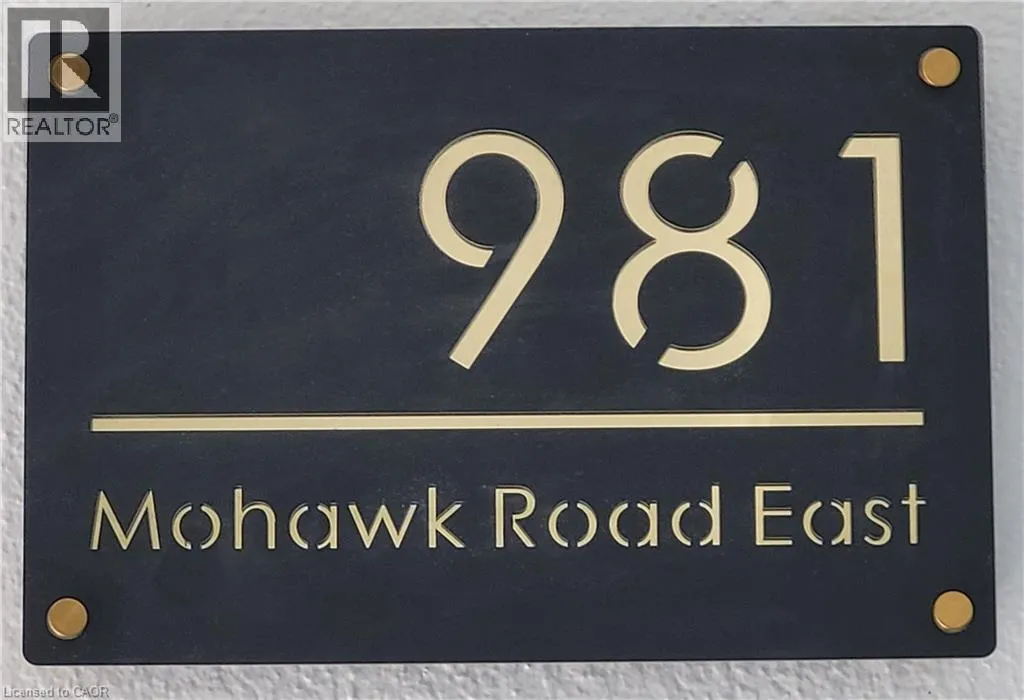 R
REALTOR®
981
Mohawk Road East
Licensed to CAOR